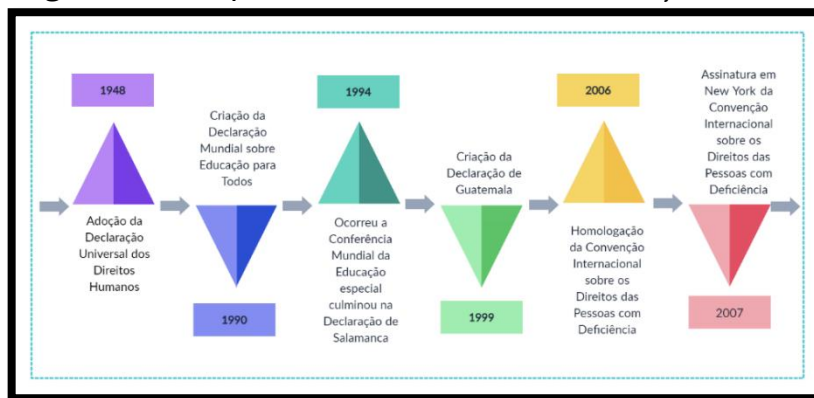 1948
Adoção da
Declaração
Universal dos
Direitos
Humanos
Criação da
Declaração
Mundial sobre
Educação para
Todos
1990
1994
Ocorreu a
Conferência
Mundial da
Educação
especial
culminou na
Declaração de
Salamanca
Criação da
Declaração de
Guatemala
1999
2006
Homologação
da Convenção
Internacional
sobre os
Direitos das
Pessoas com
Deficiência
Assinatura em
New York da
Convenção
Internacional
sobre os
Direitos das
Pessoas com
Deficiência
2007